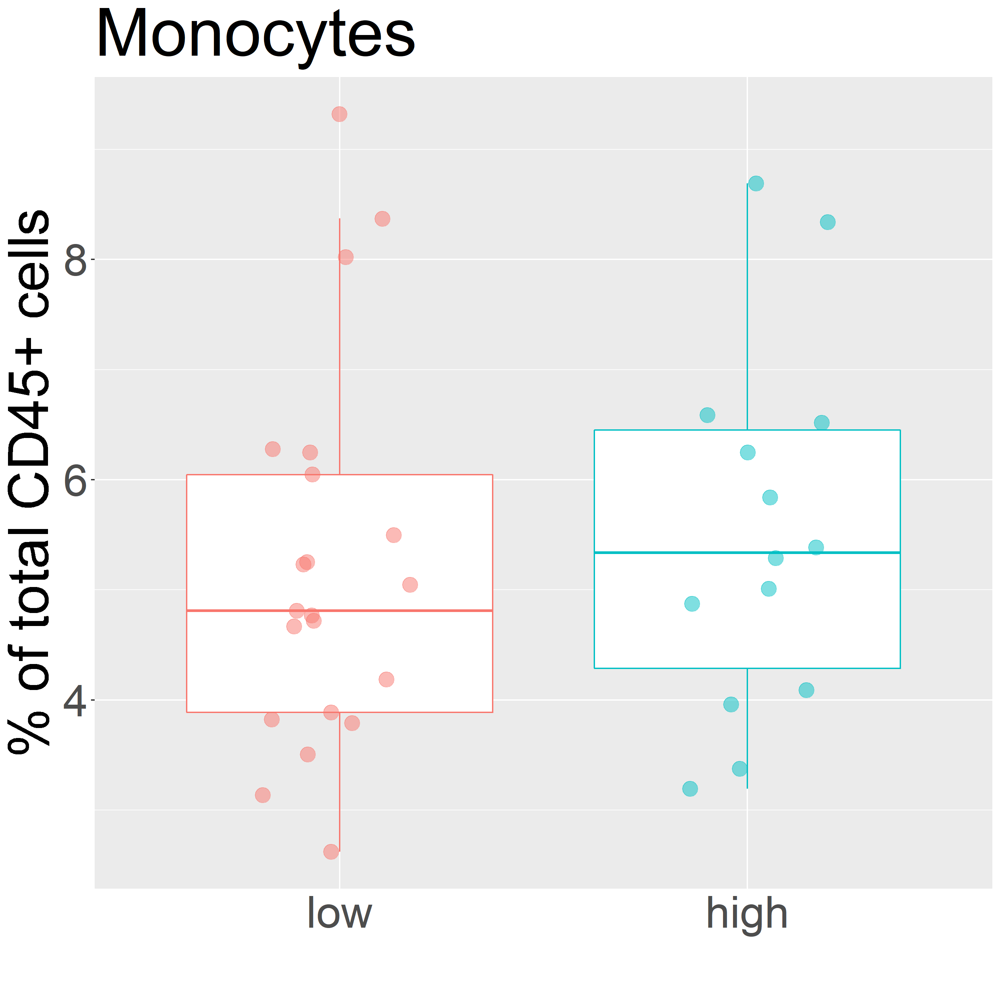 Monocytes
% of total CD45+ cells
8
6
4
low
high